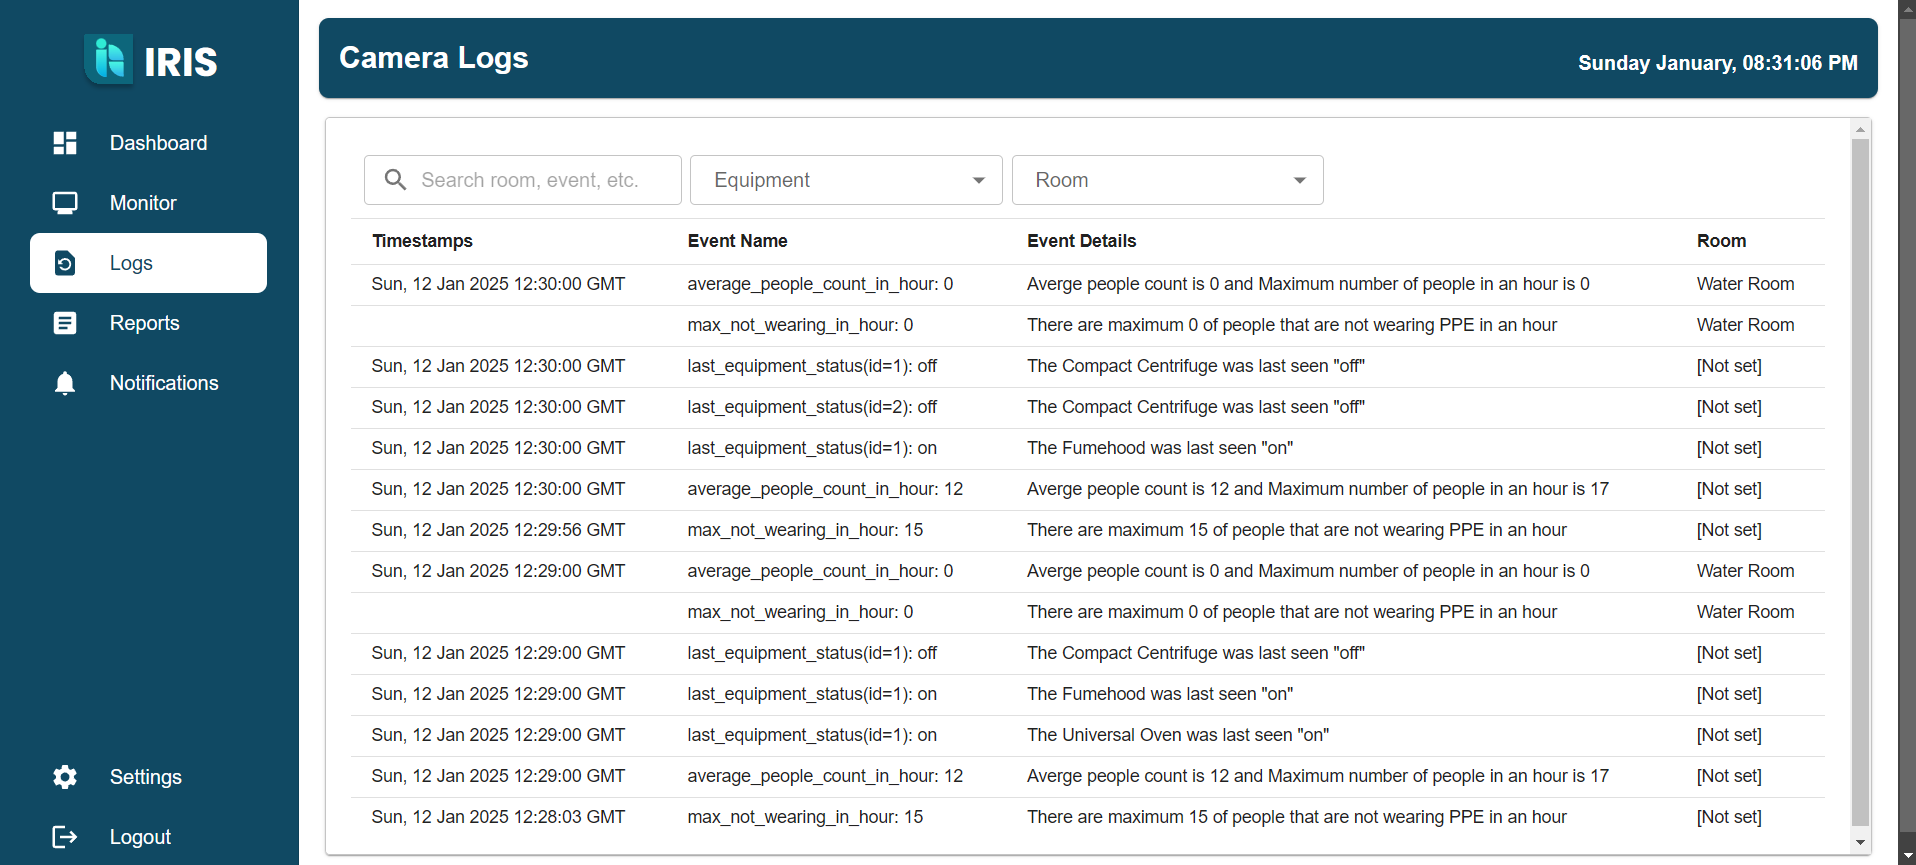 IRIS
Dashboard
Monitor
Logs
Reports
Notifications
Settings
Logout
Camera Logs
Sunday January, 08:31:06 PM
Search room, event, etc. Equipment Room
Timestamps Event Name Event Details Room
Sun, 12 Jan 2025 12:30:00 GMT average_people_count_in_hour: 0 Averge people count is 0 and Maximum number of people in an hour is 0 Water Room
max_not_wearing_in_hour: 0 There are maximum 0 of people that are not wearing PPE in an hour Water Room
Sun, 12 Jan 2025 12:30:00 GMT last_equipment_status(id=1): off The Compact Centrifuge was last seen "off" [Not set]
Sun, 12 Jan 2025 12:30:00 GMT last_equipment_status(id=2): off The Compact Centrifuge was last seen "off" [Not set]
Sun, 12 Jan 2025 12:30:00 GMT last_equipment_status(id=1): on The Fumehood was last seen "on" [Not set]
Sun, 12 Jan 2025 12:30:00 GMT average_people_count_in_hour: 12 Averge people count is 12 and Maximum number of people in an hour is 17 [Not set]
Sun, 12 Jan 2025 12:29:56 GMT max_not_wearing_in_hour: 15 There are maximum 15 of people that are not wearing PPE in an hour [Not set]
Sun, 12 Jan 2025 12:29:00 GMT average_people_count_in_hour: 0 Averge people count is 0 and Maximum number of people in an hour is 0 Water Room
max_not_wearing_in_hour: 0 There are maximum 0 of people that are not wearing PPE in an hour Water Room
Sun, 12 Jan 2025 12:29:00 GMT last_equipment_status(id=1): off The Compact Centrifuge was last seen "off" [Not set]
Sun, 12 Jan 2025 12:29:00 GMT last_equipment_status(id=1): on The Fumehood was last seen "on" [Not set]
Sun, 12 Jan 2025 12:29:00 GMT last_equipment_status(id=1): on The Universal Oven was last seen "on" [Not set]
Sun, 12 Jan 2025 12:29:00 GMT average_people_count_in_hour: 12 Averge people count is 12 and Maximum number of people in an hour is 17 [Not set]
Sun, 12 Jan 2025 12:28:03 GMT max_not_wearing_in_hour: 15 There are maximum 15 of people that are not wearing PPE in an hour [Not set]